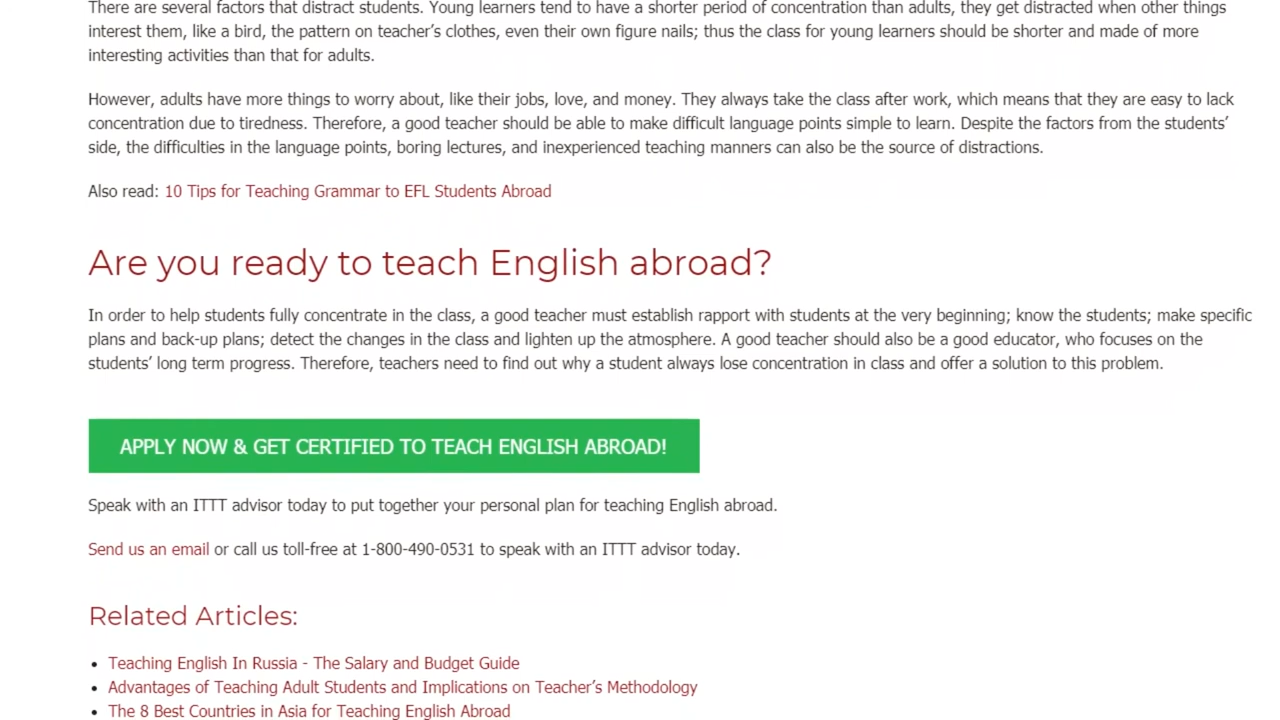 There are several factors that distract students. Young learners tend to have a shorter period of concentration than adults, they get distracted when other things
interest them, like a bird, the pattern on teacher’s clothes, even their own figure nails; thus the class for young learners should be shorter and made of more
interesting activities than that for adults.
However, adults have more things to worry about, like their jobs, love, and money. They always take the class after work, which means that they are easy to lack
concentration due to tiredness. Therefore, a good teacher should be able to make difficult language points simple to learn. Despite the factors from the students’
side, the difficulties in the language points, boring lectures, and inexperienced teaching manners can also be the source of distractions.
Also read: 10 Tips for Teaching Grammar to EFL Students Abroad
Are you ready to teach English abroad?
In order to help students fully concentrate in the class, a good teacher must establish rapport with students at the very beginning; know the students; make specific
plans and back-up plans; detect the changes in the class and lighten up the atmosphere. A good teacher should also be a good educator, who focuses on the
students’ long term progress. Therefore, teachers need to find out why a student always lose concentration in class and offer a solution to this problem.
APPLY NOW & GET CERTIFIED TO TEACH ENGLISH ABROAD!
Speak with an ITTT advisor today to put together your personal plan for teaching English abroad.
Send us an email or call us toll-free at 1-800-490-0531 to speak with an ITTT advisor today.
Related Articles:
• Teaching English In Russia - The Salary and Budget Guide
• Advantages of Teaching Adult Students and Implications on Teacher’s Methodology
• The 8 Best Countries in Asia for Teaching English Abroad